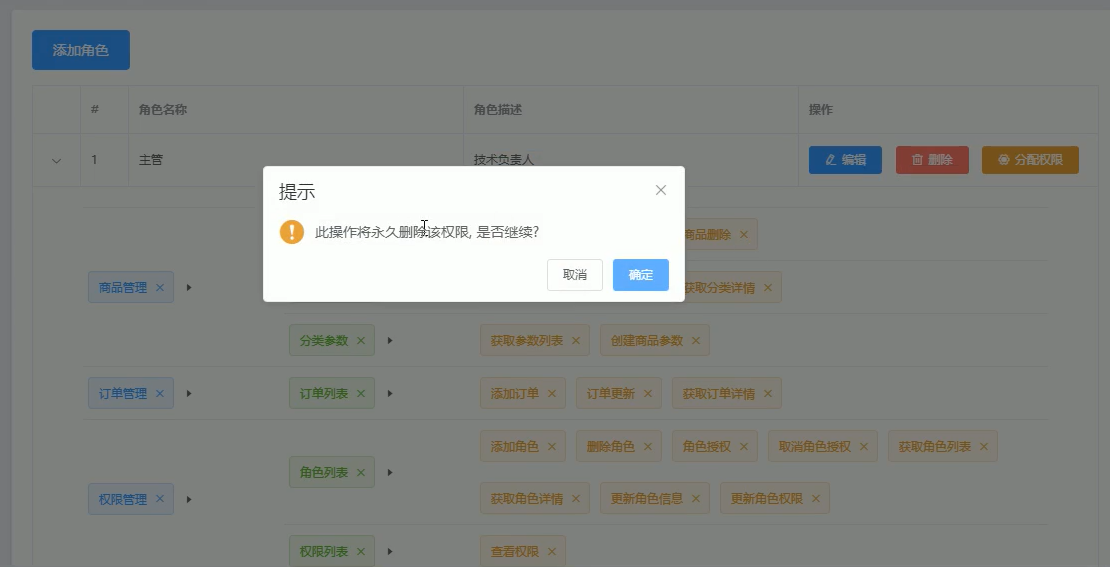 添加角色
# 角色名称 角色描述 操作
1 主管 技术负责人 编辑 删除 分配权限
提示
此操作将永久删除该权限, 是否继续?
取消 确定
商品删除
商品管理 获取分类详情
分类参数 获取参数列表 创建商品参数
订单管理 订单列表 添加订单 订单更新 获取订单详情
添加角色 删除角色 角色授权 取消角色授权 获取角色列表
角色列表
权限管理 获取角色详情 更新角色信息 更新角色权限
权限列表 查看权限